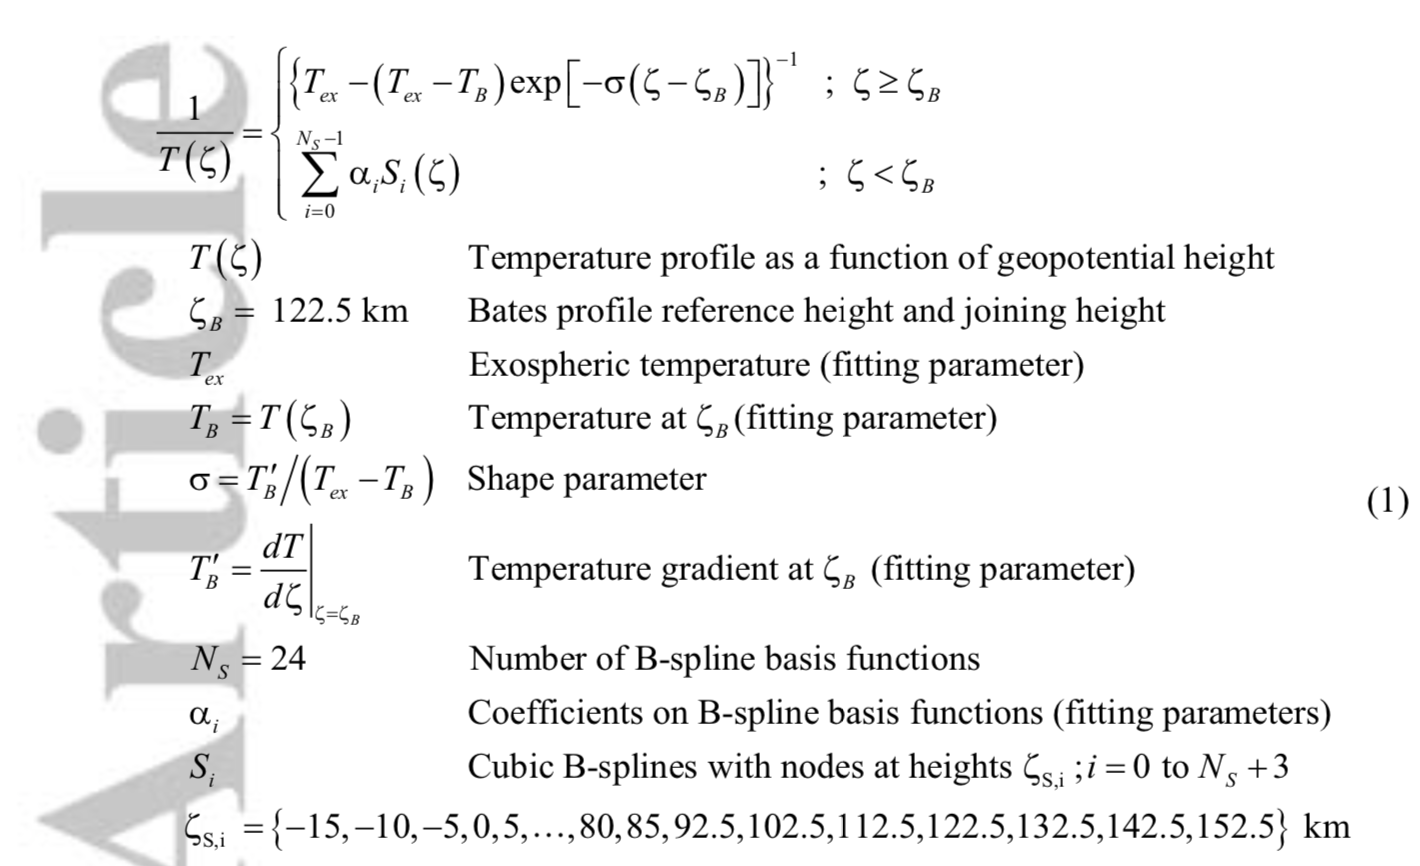 1/T(ζ) = { {T_ex − (T_ex − T_B) exp[−σ(ζ − ζ_B)]}^−1 ; ζ ≥ ζ_B
∑_{i=0}^{N_S−1} α_i S_i(ζ) ; ζ < ζ_B
T(ζ) Temperature profile as a function of geopotential height
ζ_B = 122.5 km Bates profile reference height and joining height
T_ex Exospheric temperature (fitting parameter)
T_B = T(ζ_B) Temperature at ζ_B (fitting parameter)
σ = T′_B/(T_ex − T_B) Shape parameter
(1)
T′_B = dT/dζ|_{ζ=ζ_B} Temperature gradient at ζ_B (fitting parameter)
N_S = 24 Number of B-spline basis functions
α_i Coefficients on B-spline basis functions (fitting parameters)
S_i Cubic B-splines with nodes at heights ζ_{S,i} ; i = 0 to N_S + 3
ζ_{S,i} = {−15, −10, −5, 0, 5, …, 80, 85, 92.5, 102.5, 112.5, 122.5, 132.5, 142.5, 152.5} km
Article